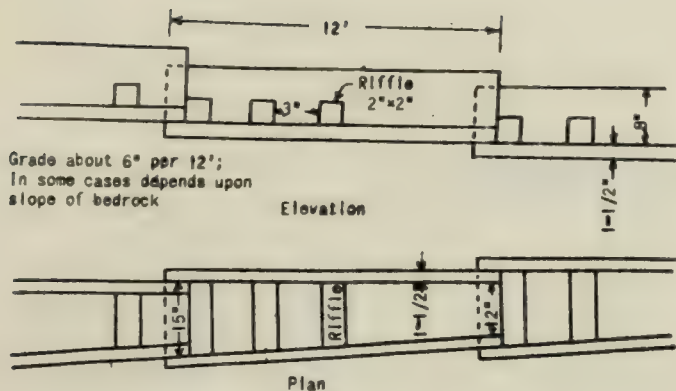 12'
Riffle
2"×2"
3"
8"
1-1/2"
Grade about 6" per 12';
In some cases depends upon
slope of bedrock
Elevation
15"
Riffle
1-1/2"
12"
Plan